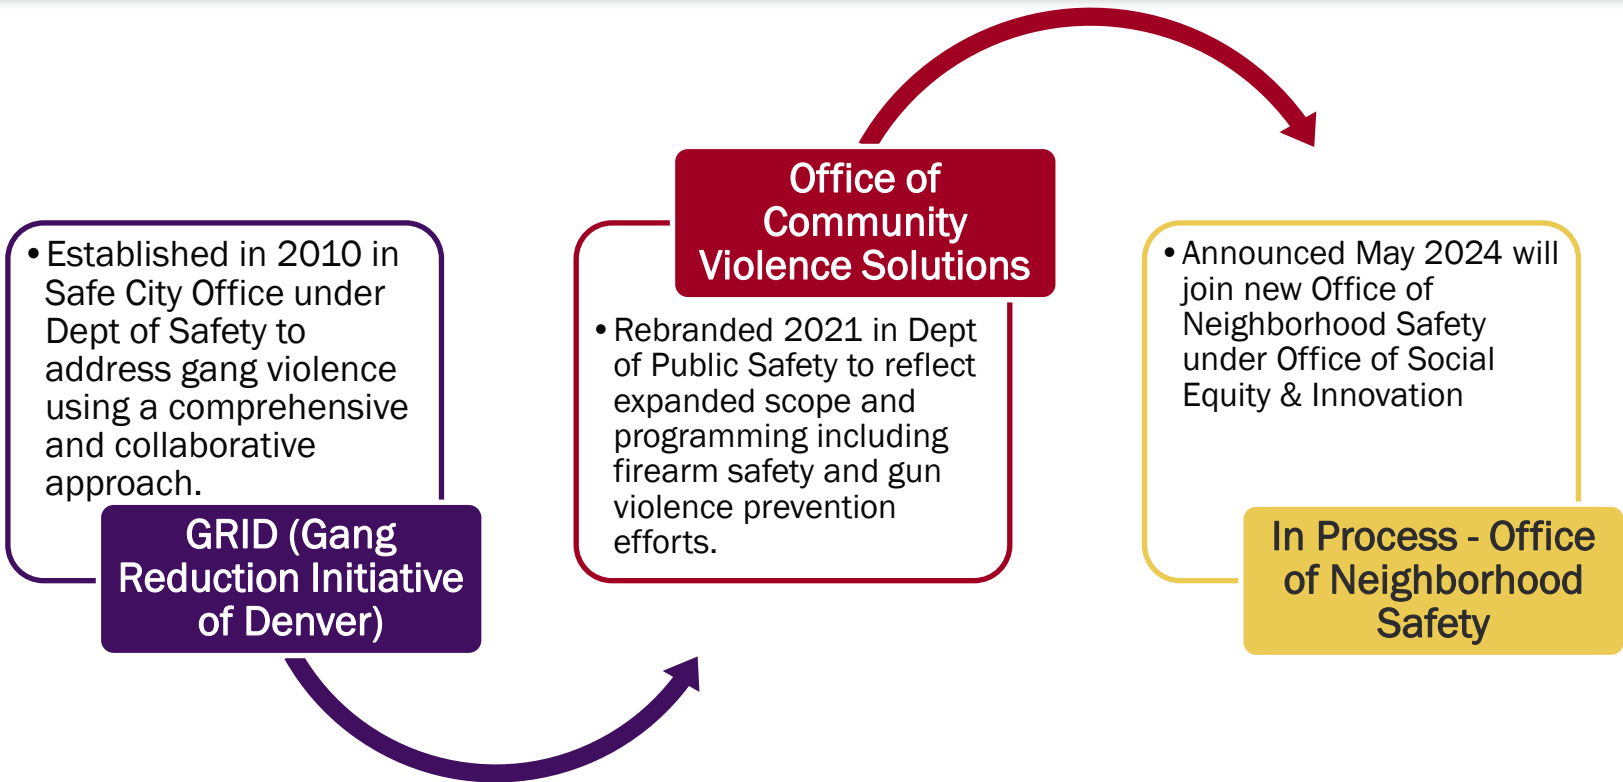 • Established in 2010 in
Safe City Office under
Dept of Safety to
address gang violence
using a comprehensive
and collaborative
approach.
GRID (Gang
Reduction Initiative
of Denver)
Office of
Community
Violence Solutions
• Rebranded 2021 in Dept
of Public Safety to reflect
expanded scope and
programming including
firearm safety and gun
violence prevention
efforts.
• Announced May 2024 will
join new Office of
Neighborhood Safety
under Office of Social
Equity & Innovation
In Process - Office
of Neighborhood
Safety